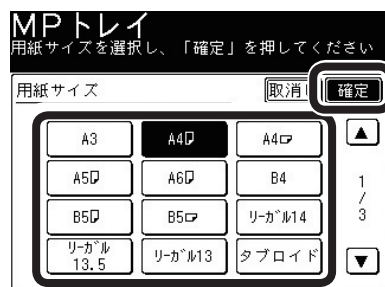 MPトレイ
用紙サイズを選択し、「確定」を押してください
用紙サイズ
取消し
確定
A3
A4
A4
A5
A6
B4
B5
B5
リーガル14
リーガル
13.5
リーガル13
タブロイド
1
/
3